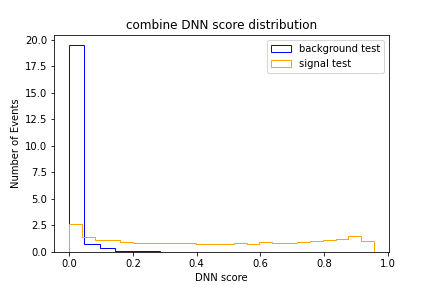 combine DNN score distribution
20.0
17.5
15.0
12.5
10.0
7.5
5.0
2.5
0.0
Number of Events
background test
signal test
0.0 0.2 0.4 0.6 0.8 1.0
DNN score